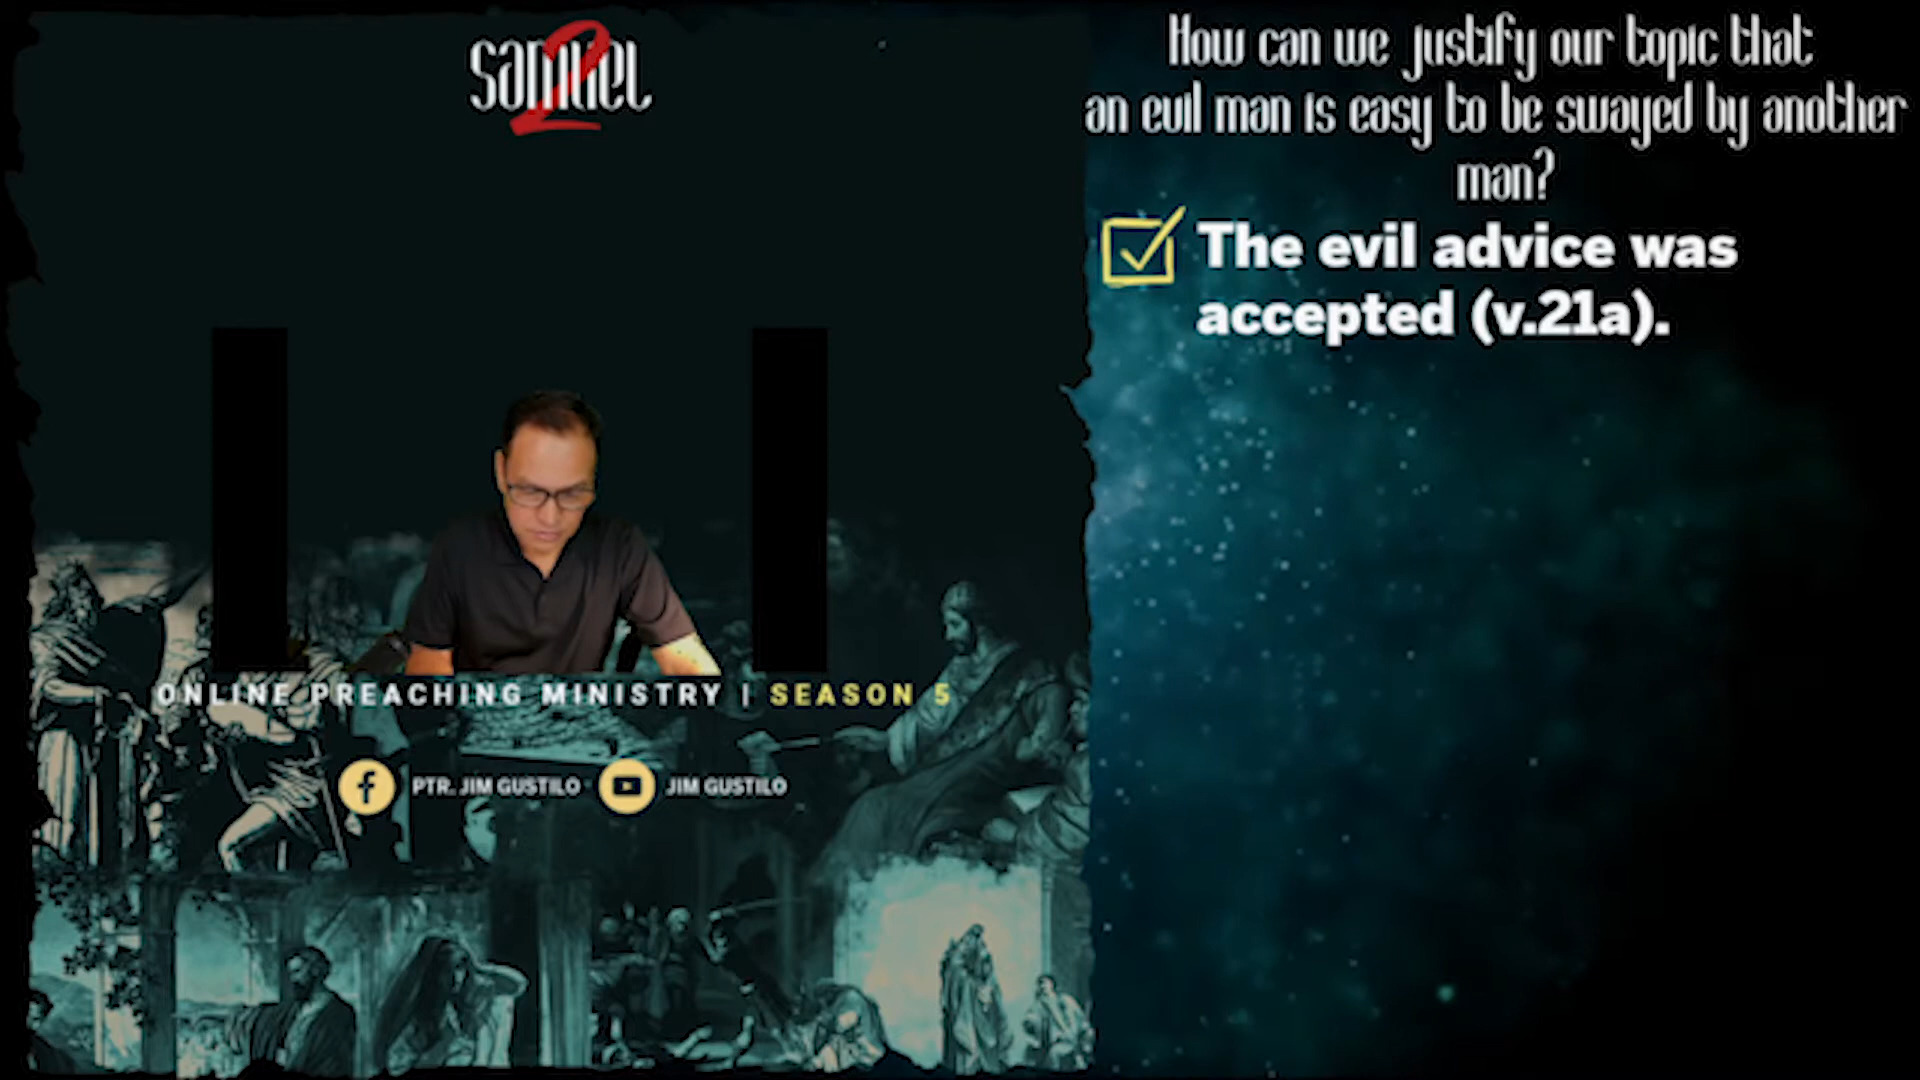 Samuel
2
ONLINE PREACHING MINISTRY | SEASON 5
PTR. JIM GUSTILO
JIM GUSTILO
How can we justify our topic that
an evil man is easy to be swayed by another
man?
The evil advice was
accepted (v.21a).